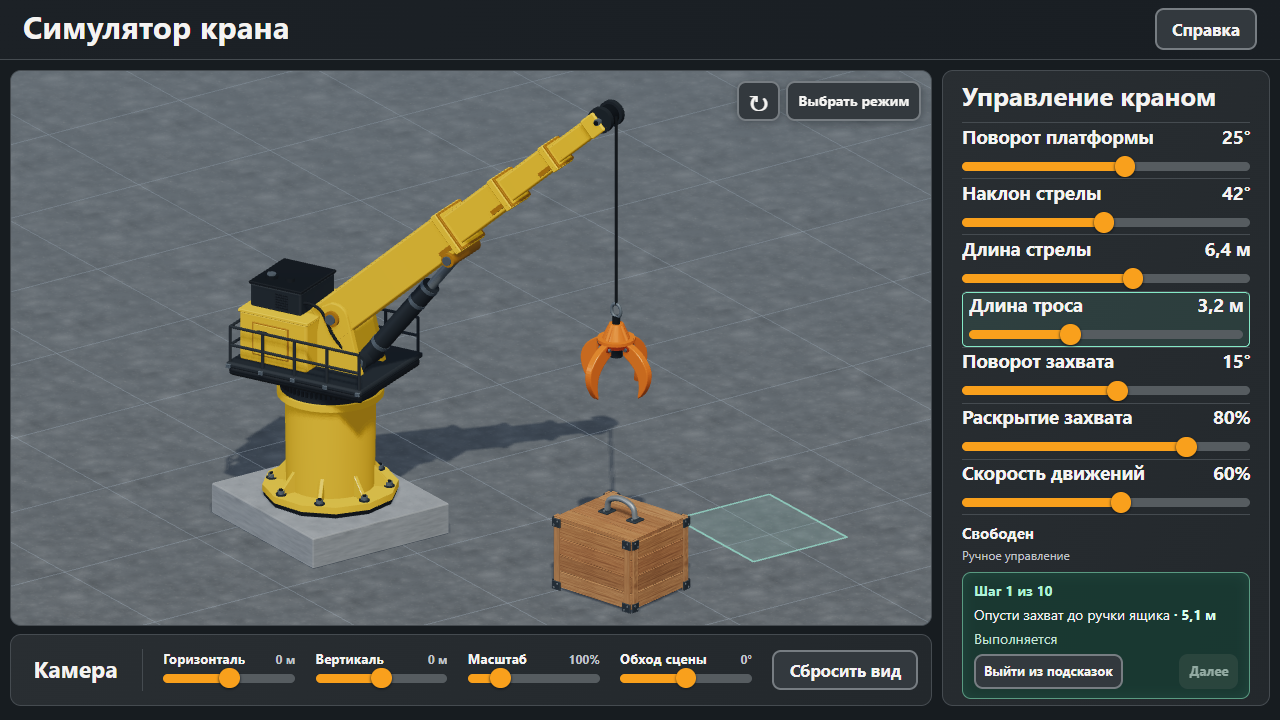 Симулятор крана
Справка
↻
Выбрать режим
Управление краном
Поворот платформы 25°
Наклон стрелы 42°
Длина стрелы 6,4 м
Длина троса 3,2 м
Поворот захвата 15°
Раскрытие захвата 80%
Скорость движений 60%
Свободен
Ручное управление
Шаг 1 из 10
Опусти захват до ручки ящика · 5,1 м
Выполняется
Выйти из подсказок
Далее
Камера
Горизонталь 0 м
Вертикаль 0 м
Масштаб 100%
Обход сцены 0°
Сбросить вид